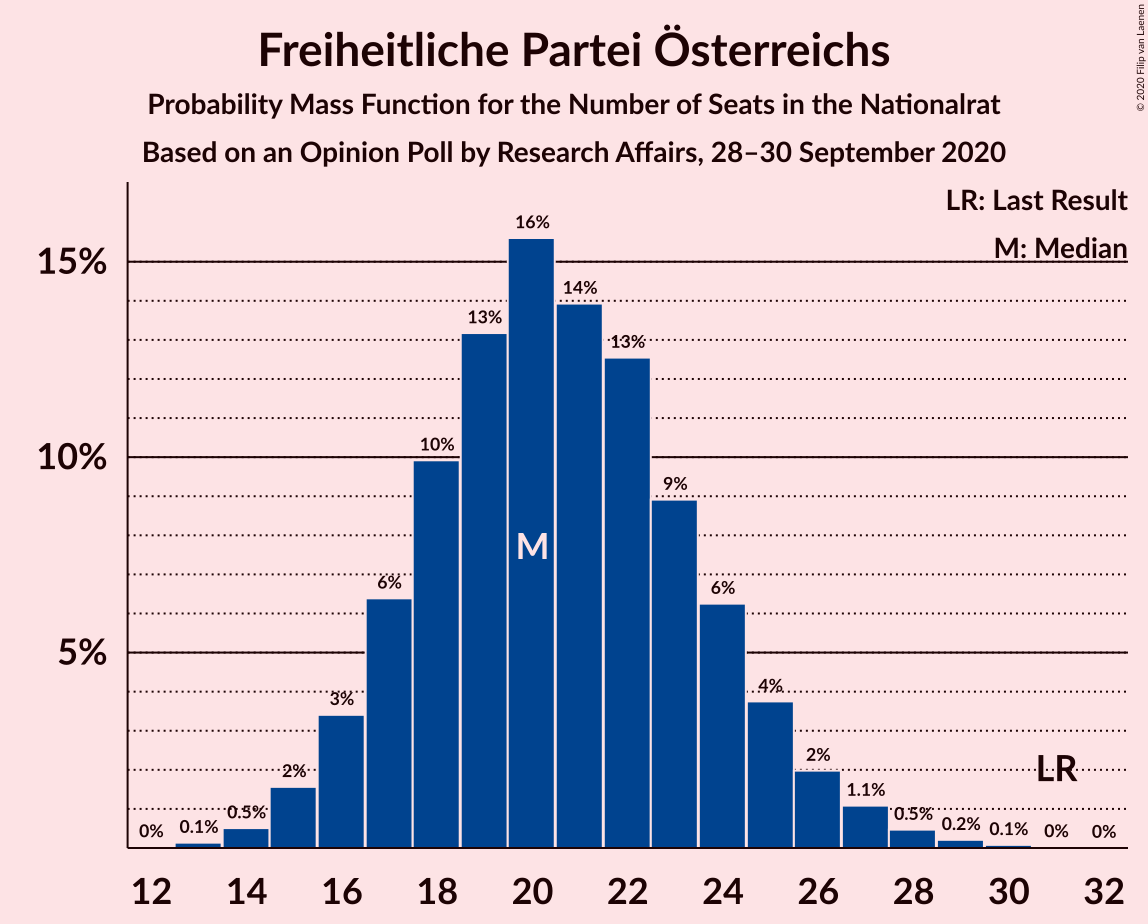 Freiheitliche Partei Österreichs
Probability Mass Function for the Number of Seats in the Nationalrat
Based on an Opinion Poll by Research Affairs, 28–30 September 2020
© 2020 Filip van Laenen
LR: Last Result
M: Median
15%
10%
5%
0%
0.1%
0.5%
2%
3%
6%
10%
13%
16%
14%
13%
9%
6%
4%
2%
1.1%
0.5%
0.2%
0.1%
0%
0%
M
LR
12 14 16 18 20 22 24 26 28 30 32